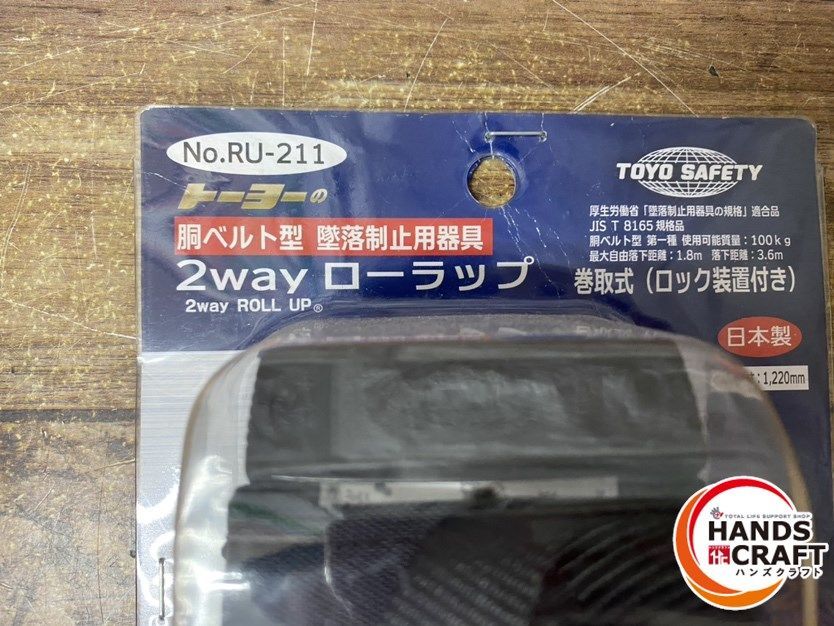 No.RU-211
トーヨーの
胴ベルト型 墜落制止用器具
2way ローラップ
2way ROLL UP®
TOYO SAFETY
厚生労働省「墜落制止用器具の規格」適合品
JIS T 8165 規格品
胴ベルト型 第一種 使用可能質量：100kg
最大自由落下距離：1.8m 落下距離：3.6m
巻取式（ロック装置付き）
日本製
：1,220mm
TOTAL LIFE SUPPORT SHOP
HANDS
CRAFT
ハンズクラフト